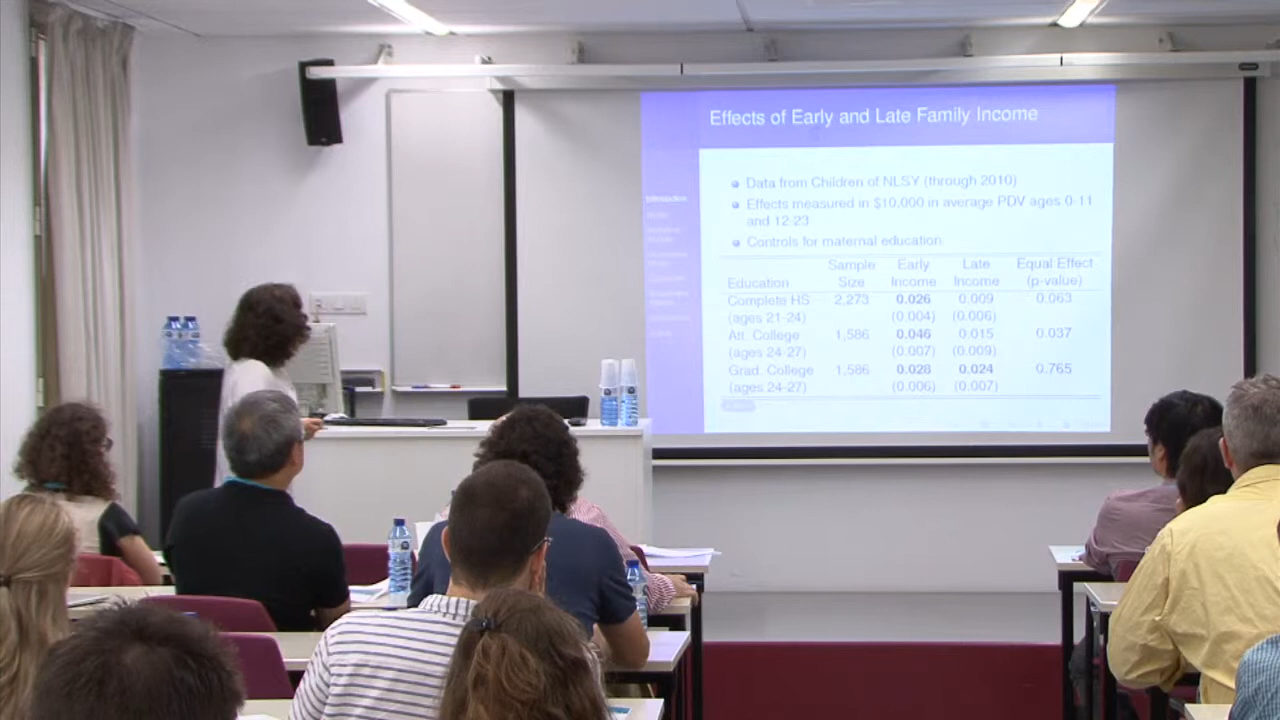 Effects of Early and Late Family Income
Data from Children of NLSY (through 2010)
Effects measured in $10,000 in average PDV ages 0-11
and 12-23
Controls for maternal education:
Education Sample Size Early Income Late Income Equal Effect (p-value)
Complete HS 2,273 0.026 0.009 0.063
(ages 21-24) (0.004) (0.006)
Att. College 1,586 0.046 0.015 0.037
(ages 24-27) (0.007) (0.009)
Grad. College 1,586 0.028 0.024 0.765
(ages 24-27) (0.006) (0.007)
Introduction